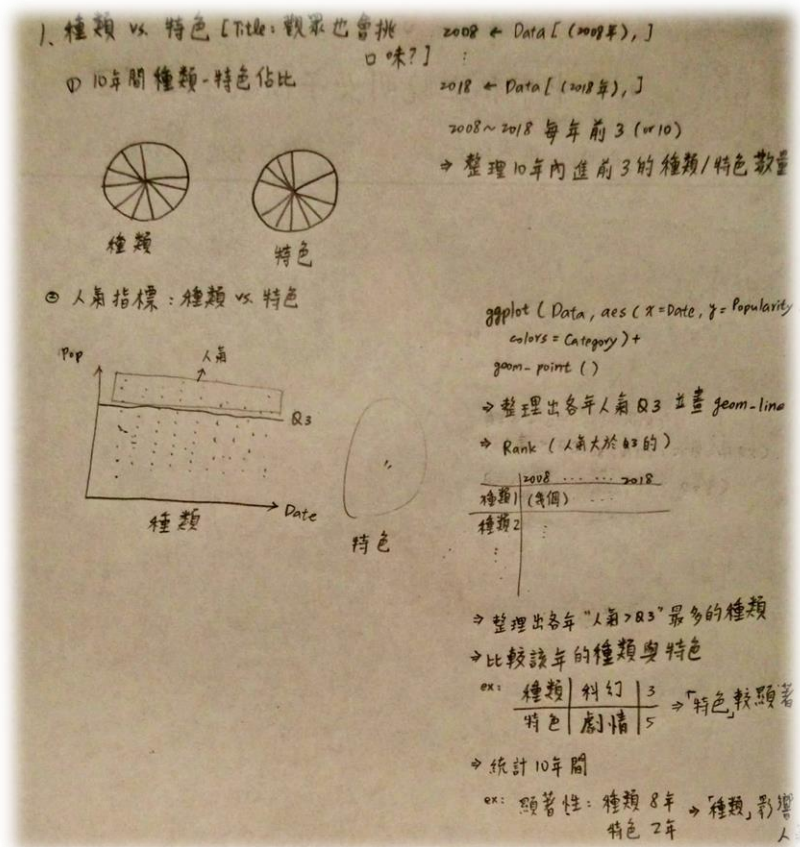 1、種類 vs. 特色 [Title: 觀眾也會挑
口味?]
① 10年間種類-特色佔比
種類
特色
2008 ← Data [ (2008年), ]
:
2018 ← Data [ (2018年), ]
2008~2018 每年前 3 (or 10)
⇒ 整理10年內進前3的種類/特色數量
② 人氣指標:種類 vs. 特色
Pop
人氣
Q3
Date
種類
特色
ggplot ( Data, aes ( x=Date, y= Popularity
colors = Category) +
geom-point ()
⇒ 整理出各年人氣 Q3 並畫 geom-line
⇒ Rank (人氣大於Q3的)
2008 ‥‥ ‥ 2018
種類1 (幾個) ‥‥
種類2 :
⇒ 整理出各年"人氣>Q3"最多的種類
⇒ 比較該年的種類與特色
ex: 種類 | 科幻 | 3
特色 | 劇情 | 5 ⇒「特色」較顯著
⇒ 統計10年間
ex: 顯著性: 種類 8年 ⇒「種類」影響
特色 2年 人